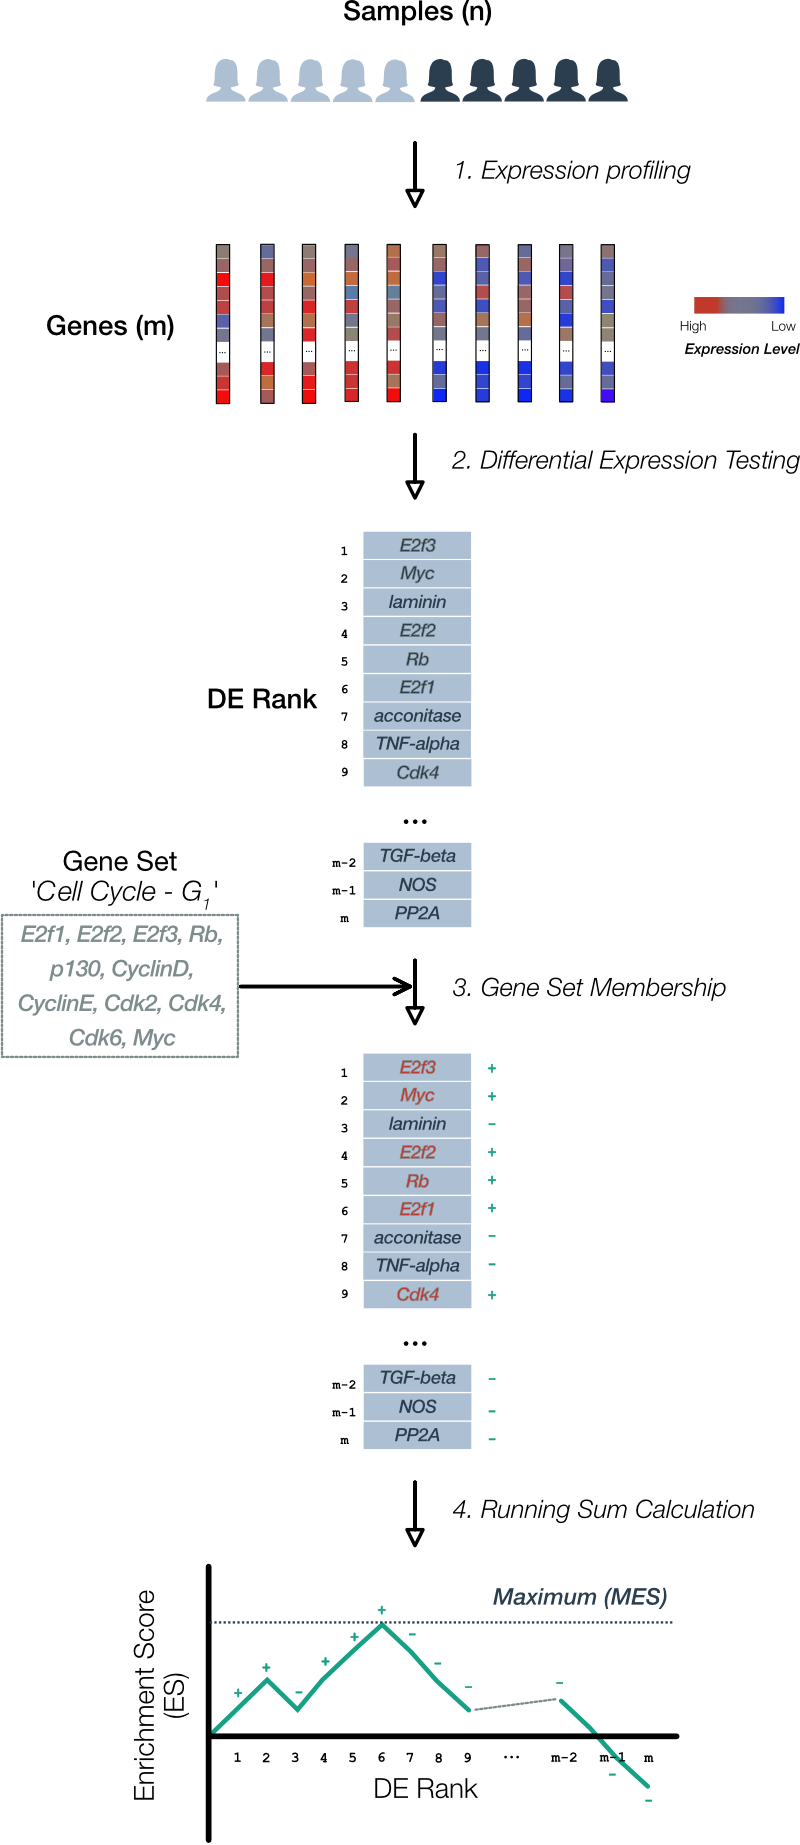 Samples (n)
1. Expression profiling
Genes (m)
... ... ... ... ... ... ... ... ... ...
High Low
Expression Level
2. Differential Expression Testing
DE Rank
1 E2f3
2 Myc
3 laminin
4 E2f2
5 Rb
6 E2f1
7 acconitase
8 TNF-alpha
9 Cdk4
...
m-2 TGF-beta
m-1 NOS
m PP2A
Gene Set
'Cell Cycle - G1'
E2f1, E2f2, E2f3, Rb,
p130, CyclinD,
CyclinE, Cdk2, Cdk4,
Cdk6, Myc
3. Gene Set Membership
1 E2f3 +
2 Myc +
3 laminin -
4 E2f2 +
5 Rb +
6 E2f1 +
7 acconitase -
8 TNF-alpha -
9 Cdk4 +
...
m-2 TGF-beta -
m-1 NOS -
m PP2A -
4. Running Sum Calculation
Maximum (MES)
Enrichment Score
(ES)
+ + - + + + - - - - - -
1 2 3 4 5 6 7 8 9 ... m-2 m-1 m
DE Rank